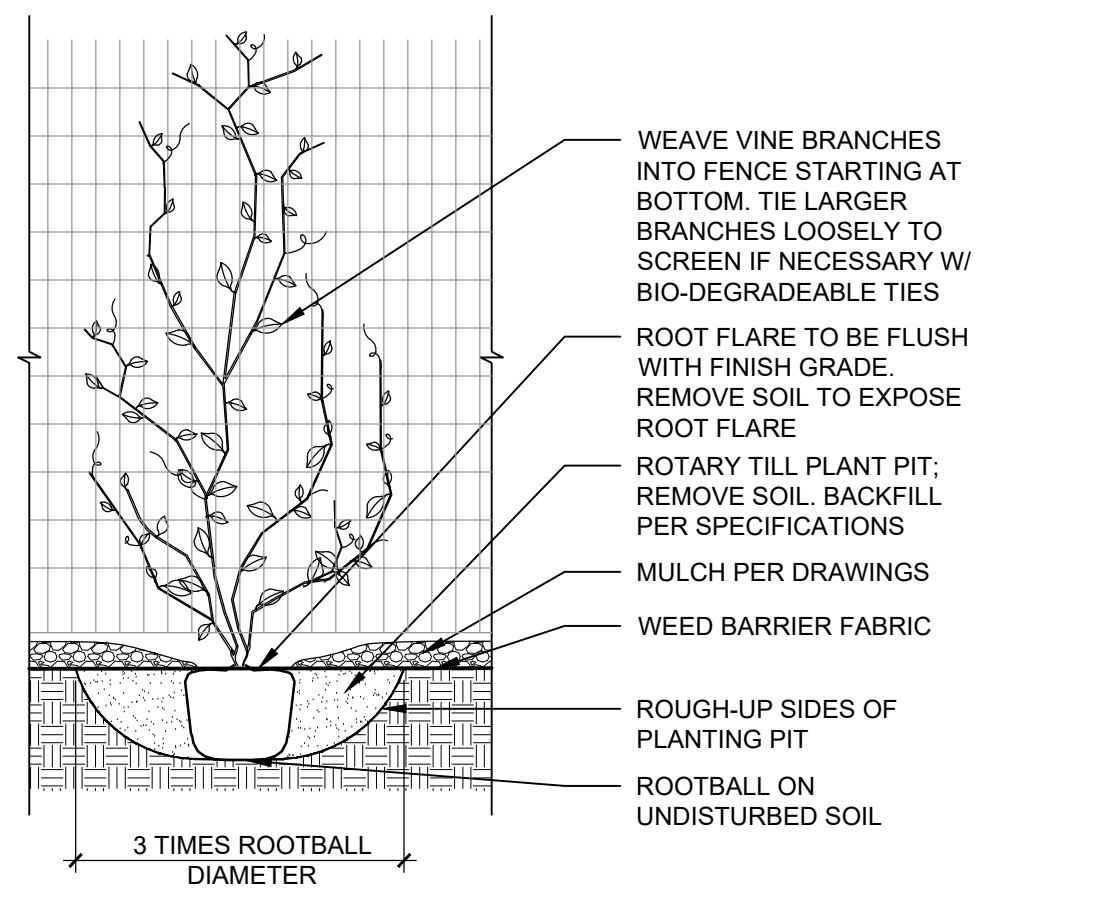 WEAVE VINE BRANCHES
INTO FENCE STARTING AT
BOTTOM. TIE LARGER
BRANCHES LOOSELY TO
SCREEN IF NECESSARY W/
BIO-DEGRADEABLE TIES
ROOT FLARE TO BE FLUSH
WITH FINISH GRADE.
REMOVE SOIL TO EXPOSE
ROOT FLARE
ROTARY TILL PLANT PIT;
REMOVE SOIL. BACKFILL
PER SPECIFICATIONS
MULCH PER DRAWINGS
WEED BARRIER FABRIC
ROUGH-UP SIDES OF
PLANTING PIT
ROOTBALL ON
UNDISTURBED SOIL
3 TIMES ROOTBALL
DIAMETER